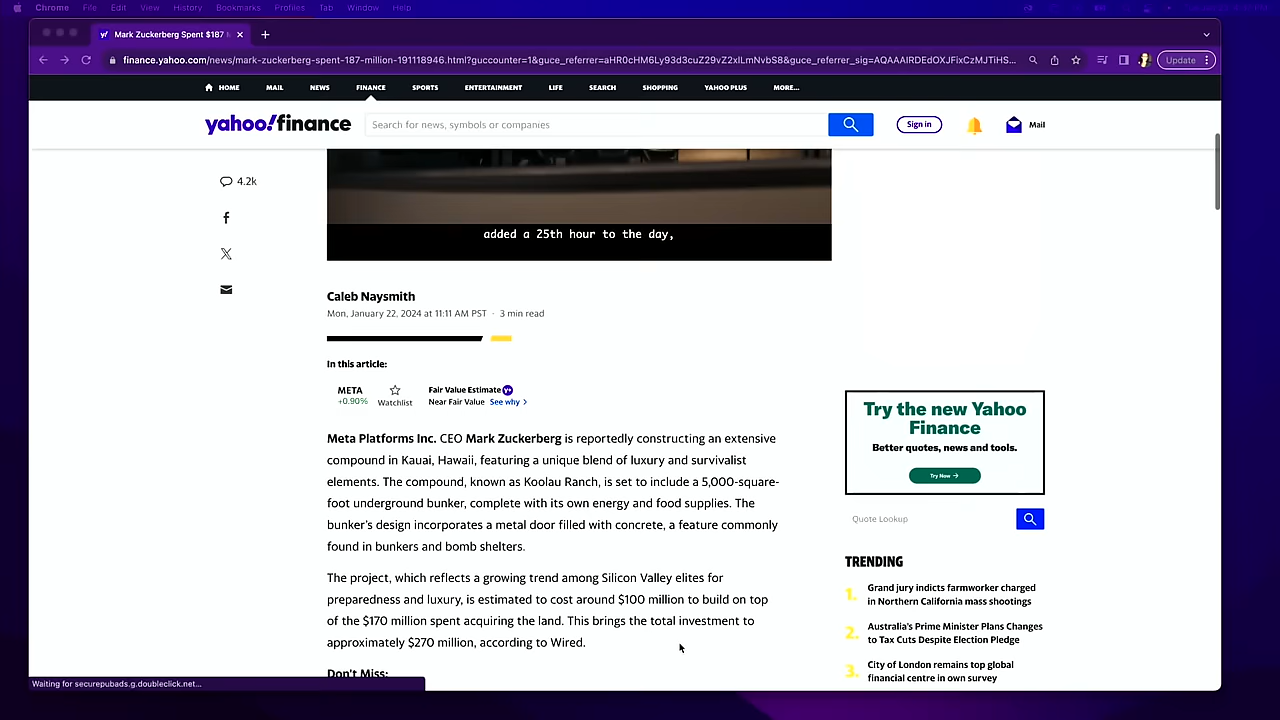 Chrome File Edit View History Bookmarks Profiles Tab Window Help
Mark Zuckerberg Spent $187
finance.yahoo.com/news/mark-zuckerberg-spent-187-million-191118946.html?guccounter=1&guce_referrer=aHR0cHM6Ly93d3cuZ29vZ2xlLmNvbS8&guce_referrer_sig=AQAAAIRDEdOXJFixCzMJTiHS... Update
HOME MAIL NEWS FINANCE SPORTS ENTERTAINMENT LIFE SEARCH SHOPPING YAHOO PLUS MORE...
yahoo!finance Search for news, symbols or companies Sign in Mail
4.2k
added a 25th hour to the day,
Caleb Naysmith
Mon, January 22, 2024 at 11:11 AM PST · 3 min read
In this article:
META
+0.90%
Watchlist
Fair Value Estimate Y+
Near Fair Value See why >
Meta Platforms Inc. CEO Mark Zuckerberg is reportedly constructing an extensive
compound in Kauai, Hawaii, featuring a unique blend of luxury and survivalist
elements. The compound, known as Koolau Ranch, is set to include a 5,000-square-
foot underground bunker, complete with its own energy and food supplies. The
bunker's design incorporates a metal door filled with concrete, a feature commonly
found in bunkers and bomb shelters.
The project, which reflects a growing trend among Silicon Valley elites for
preparedness and luxury, is estimated to cost around $100 million to build on top
of the $170 million spent acquiring the land. This brings the total investment to
approximately $270 million, according to Wired.
Don't Miss:
Try the new Yahoo
Finance
Better quotes, news and tools.
Try Now →
Quote Lookup
TRENDING
1. Grand jury indicts farmworker charged
in Northern California mass shootings
2. Australia's Prime Minister Plans Changes
to Tax Cuts Despite Election Pledge
3. City of London remains top global
financial centre in own survey
Waiting for securepubads.g.doubleclick.net...